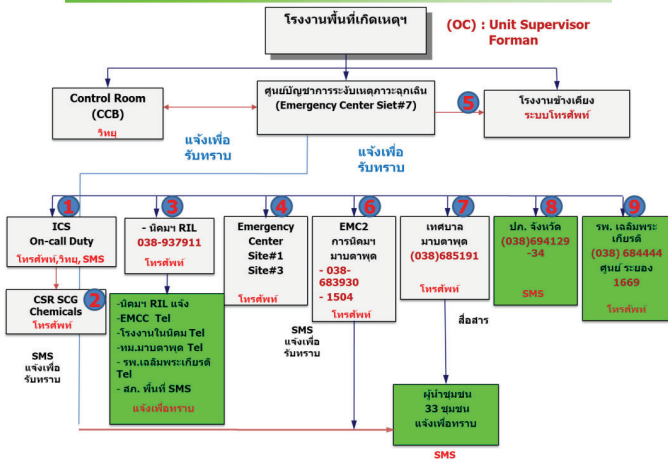 โรงงานพื้นที่เกิดเหตุฯ
(OC) : Unit Supervisor
Forman
Control Room
(CCB)
วิทยุ
ศูนย์บัญชาการระงับเหตุภาวะฉุกเฉิน
(Emergency Center Siet#7)
5
โรงงานข้างเคียง
ระบบโทรศัพท์
แจ้งเพื่อ
รับทราบ
แจ้งเพื่อ
รับทราบ
1
ICS
On-call Duty
โทรศัพท์,วิทยุ, SMS
2
CSR SCG
Chemicals
โทรศัพท์
SMS
แจ้งเพื่อ
รับทราบ
3
- นิคมฯ RIL
038-937911
โทรศัพท์
-นิคมฯ RIL แจ้ง
-EMCC Tel
-โรงงานในนิคม Tel
-ทม.มาบตาพุด Tel
- รพ.เฉลิมพระเกียรติ
Tel
- สภ. พื้นที่ SMS
แจ้งเพื่อทราบ
4
Emergency
Center
Site#1
Site#3
โทรศัพท์
6
EMC2
การนิคมฯ
มาบตาพุด
- 038-
683930
- 1504
โทรศัพท์
SMS
แจ้งเพื่อ
รับทราบ
7
เทศบาล
มาบตาพุด
(038)685191
โทรศัพท์
สื่อสาร
8
ปภ. จังหวัด
(038)694129
-34
SMS
9
รพ. เฉลิมพระ
เกียรติ
(038) 684444
ศูนย์ ระยอง
1669
โทรศัพท์
ผู้นำชุมชน
33 ชุมชน
แจ้งเพื่อทราบ
SMS